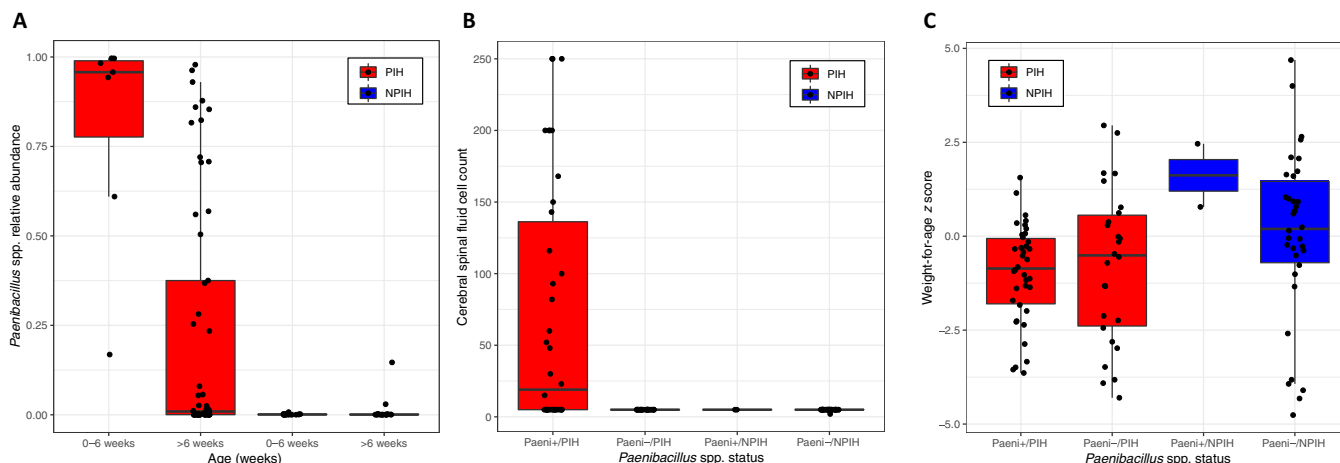 A
Paenibacillus spp. relative abundance
1.00
0.75
0.50
0.25
0.00
PIH
NPIH
0–6 weeks
>6 weeks
0–6 weeks
>6 weeks
Age (weeks)
B
Cerebral spinal fluid cell count
250
200
150
100
50
0
PIH
NPIH
Paeni+/PIH
Paeni−/PIH
Paeni+/NPIH
Paeni−/NPIH
Paenibacillus spp. status
C
Weight-for-age z score
5.0
2.5
0.0
−2.5
−5.0
PIH
NPIH
Paeni+/PIH
Paeni−/PIH
Paeni+/NPIH
Paeni−/NPIH
Paenibacillus spp. status